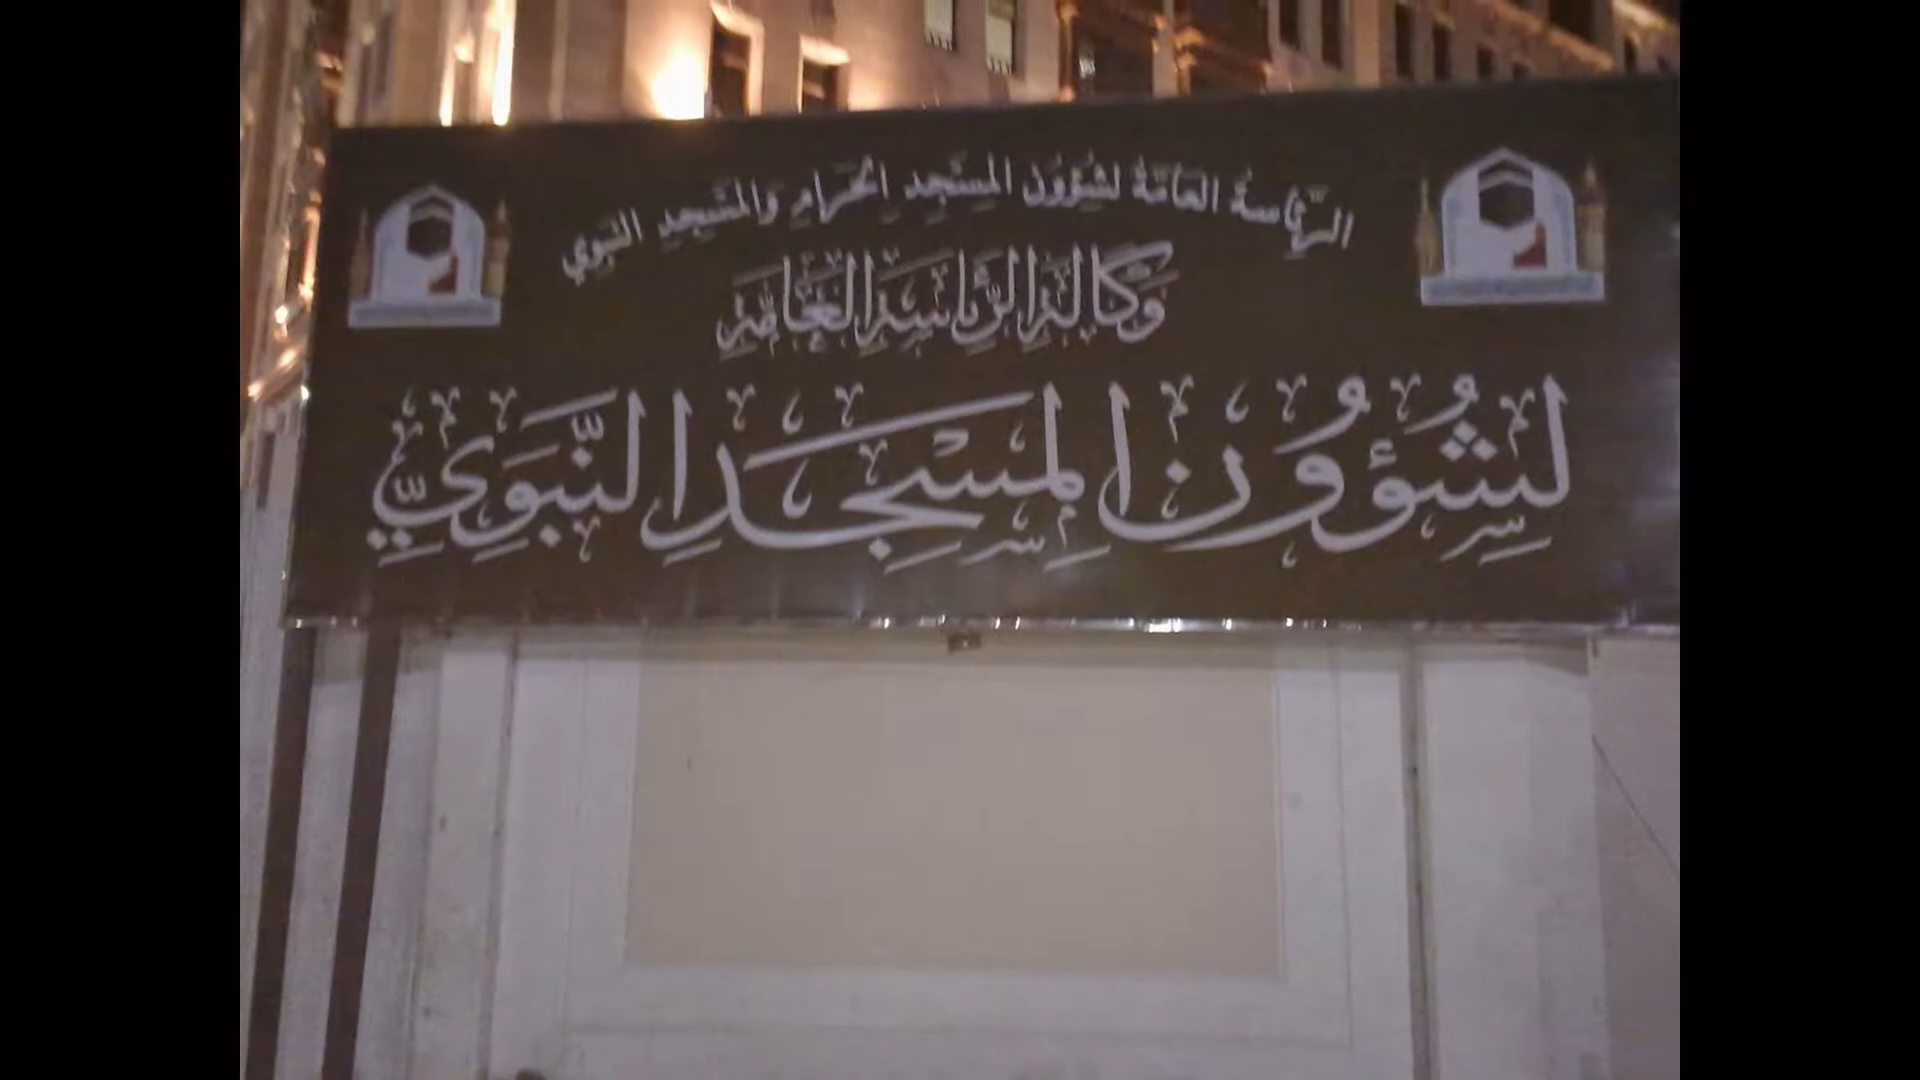 الرئاسة العامة لشؤون المسجد الحرام والمسجد النبوي
وكالة الرئاسة العامة
لشؤون المسجد النبوي